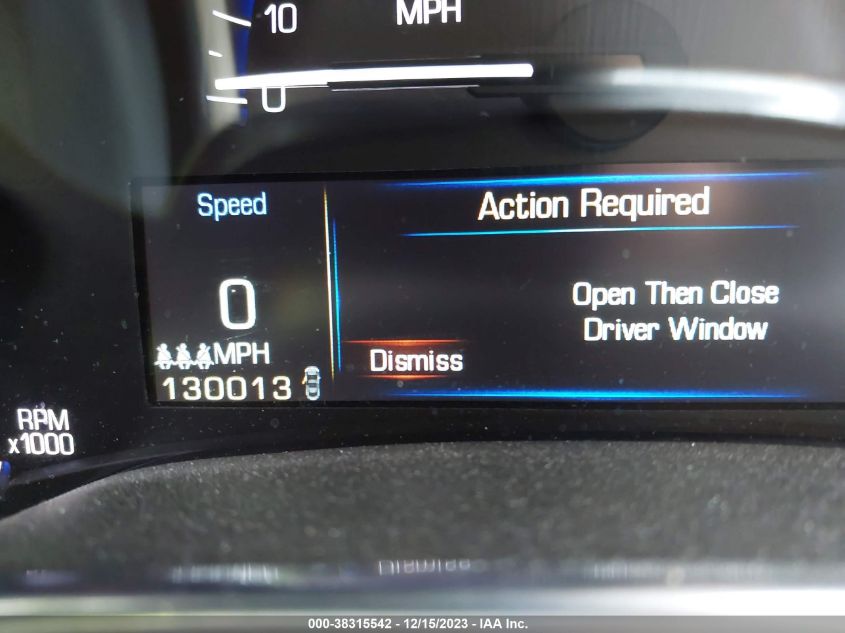 10
MPH
0
Speed
Action Required
0
Open Then Close
Driver Window
MPH
Dismiss
130013
RPM
x1000
Dismiss
000-38315542 - 12/15/2023 - IAA Inc.